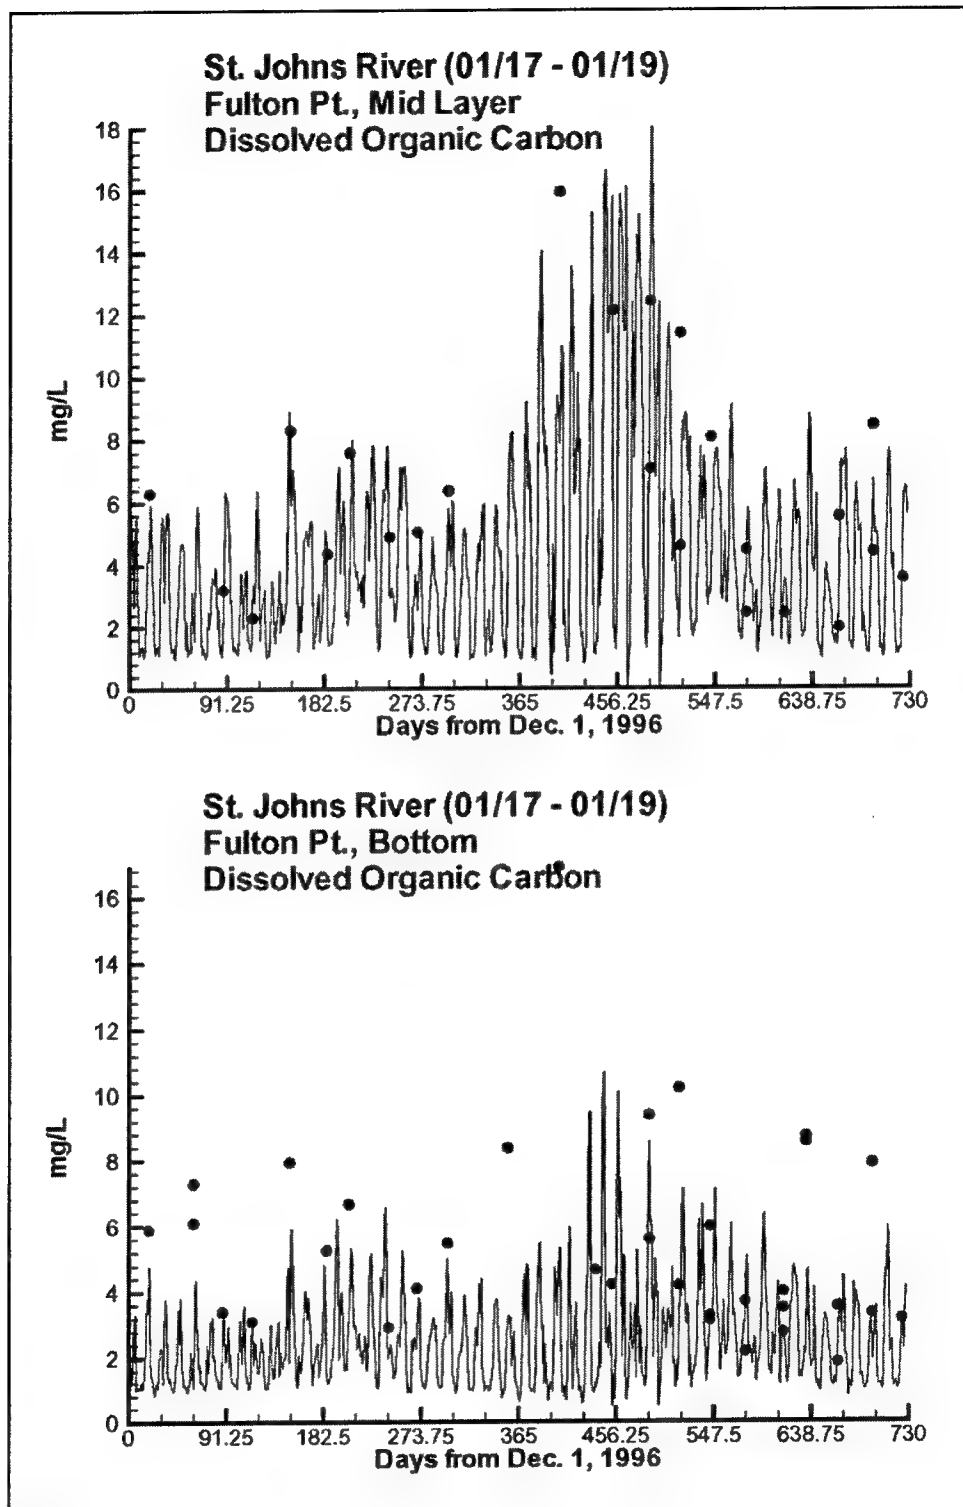 St. Johns River (01/17 - 01/19)
Fulton Pt., Mid Layer
Dissolved Organic Carbon
18
16
14
12
10
8
6
4
2
0
mg/L
0 91.25 182.5 273.75 365 456.25 547.5 638.75 730
Days from Dec. 1, 1996
St. Johns River (01/17 - 01/19)
Fulton Pt., Bottom
Dissolved Organic Carbon
16
14
12
10
8
6
4
2
0
mg/L
0 91.25 182.5 273.75 365 456.25 547.5 638.75 730
Days from Dec. 1, 1996